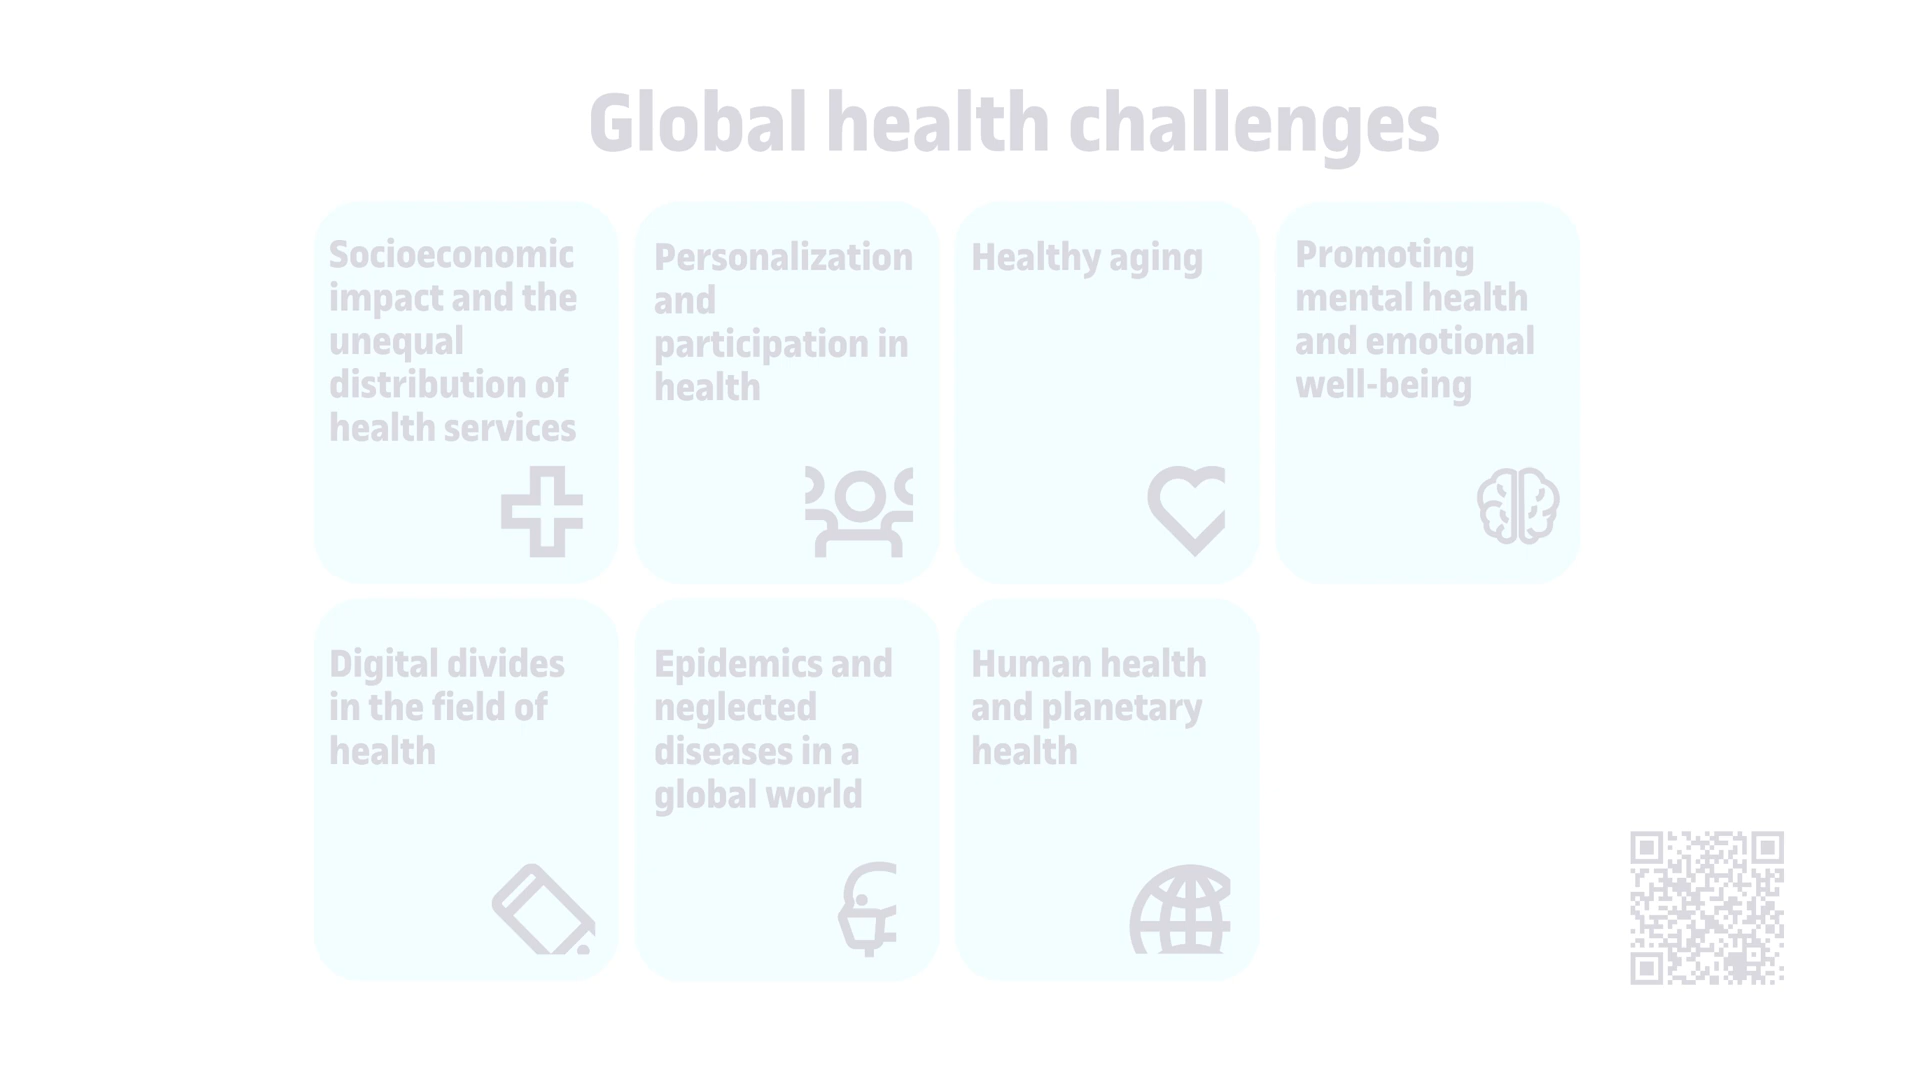 Global health challenges
Socioeconomic
impact and the
unequal
distribution of
health services
Personalization
and
participation in
health
Healthy aging
Promoting
mental health
and emotional
well-being
Digital divides
in the field of
health
Epidemics and
neglected
diseases in a
global world
Human health
and planetary
health